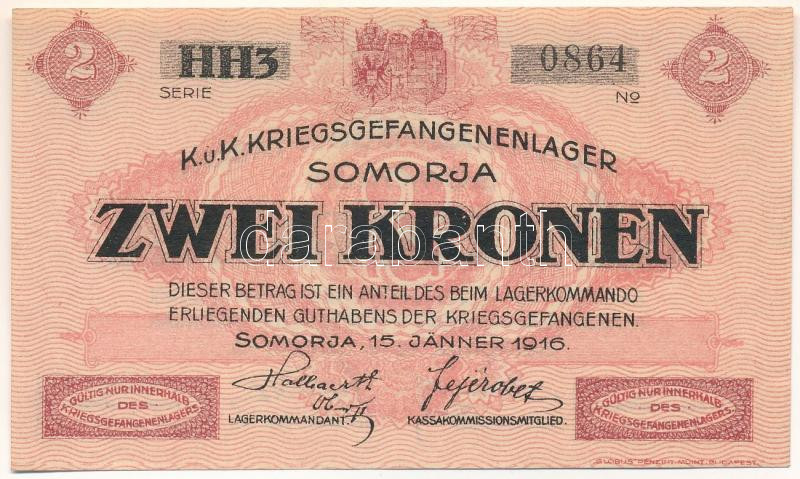 2
HH3
0864
2
SERIE
No
K.u.K.KRIEGSGEFANGENENLAGER
SOMORJA
ZWEI KRONEN
darabanth
DIESER BETRAG IST EIN ANTEIL DES BEIM LAGERKOMMANDO
ERLIEGENDEN GUTHABENS DER KRIEGSGEFANGENEN.
SOMORJA, 15. JÄNNER 1916.
GÜLTIG NUR INNERHALB
DES
KRIEGSGEFANGENENLAGERS.
LAGERKOMMANDANT.
KASSAKOMMISSIONSMITGLIED.
GÜLTIG NUR INNERHALB
DES
KRIEGSGEFANGENENLAGERS.